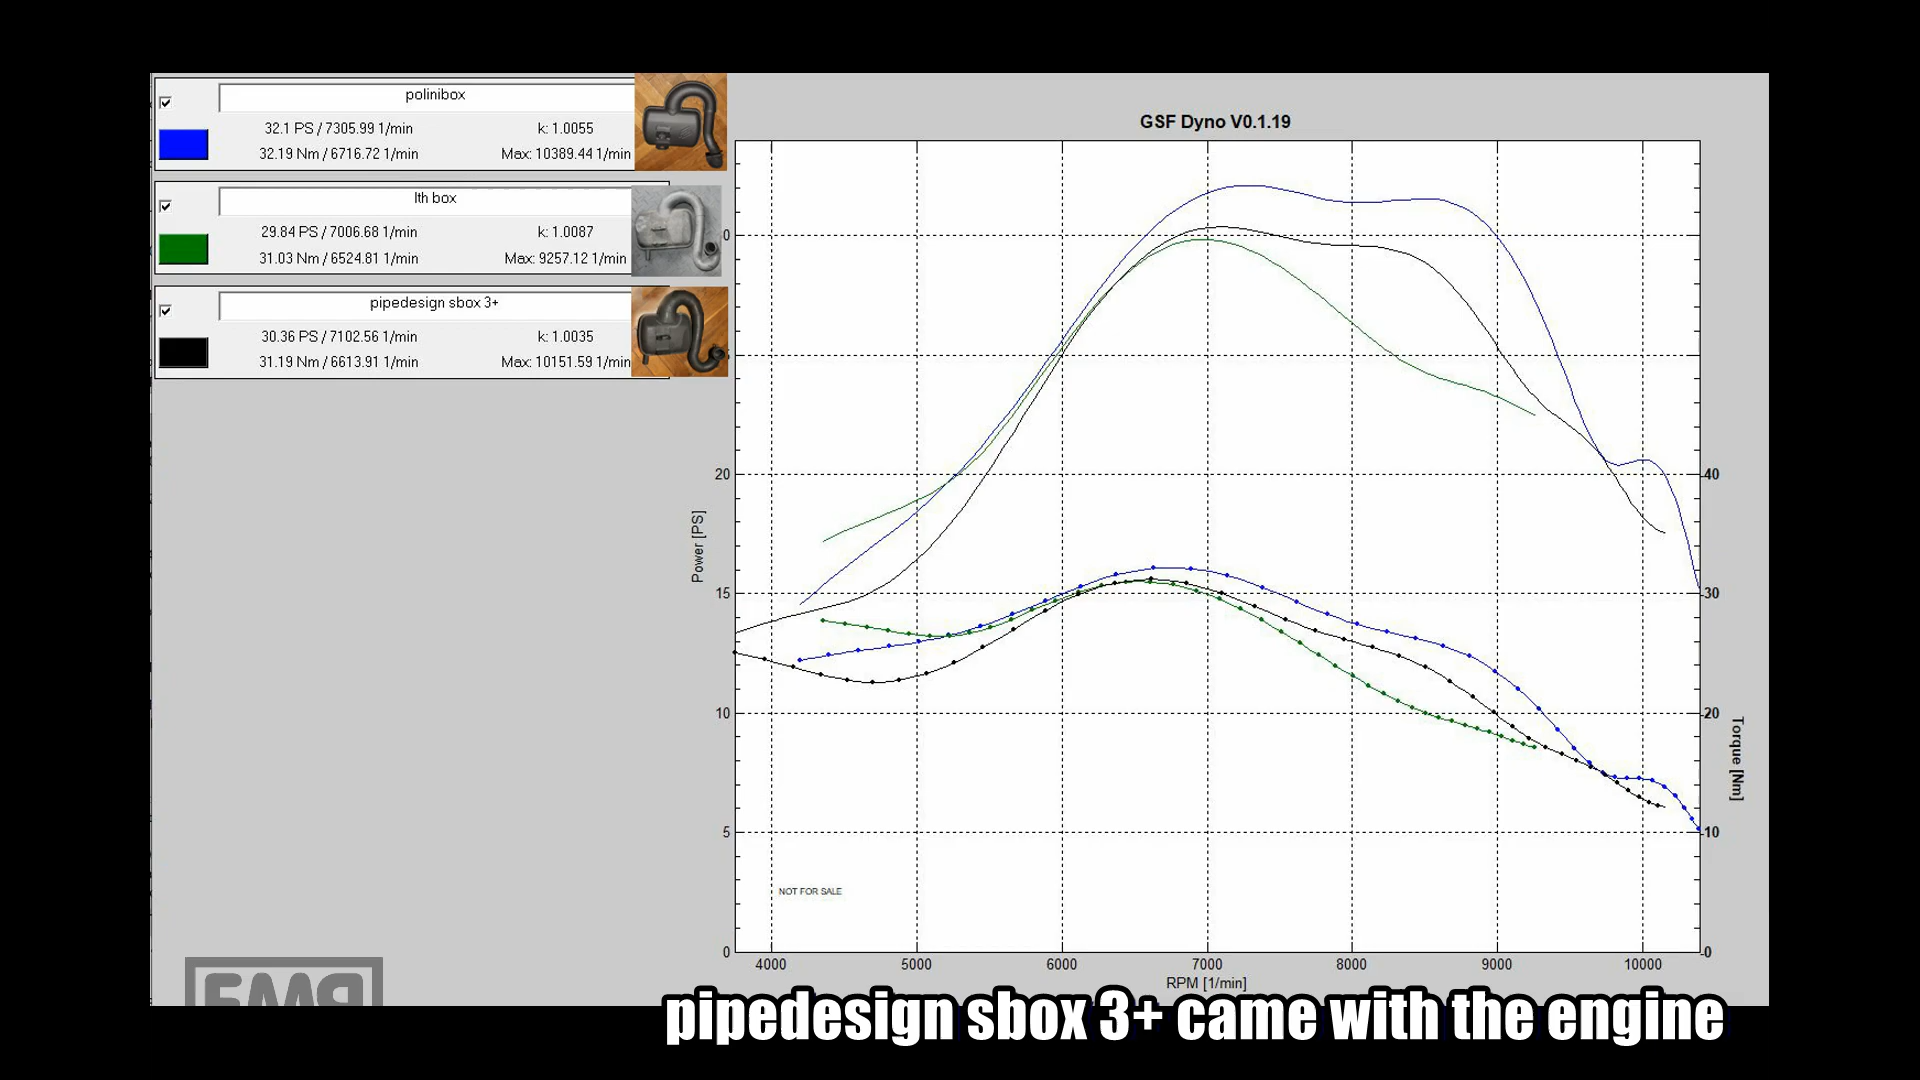 polinibox
32.1 PS / 7305.99 1/min k: 1.0055
32.19 Nm / 6716.72 1/min Max: 10389.44 1/min
lth box
29.84 PS / 7006.68 1/min k: 1.0087
31.03 Nm / 6524.81 1/min Max: 9257.12 1/min
pipedesign sbox 3+
30.36 PS / 7102.56 1/min k: 1.0035
31.19 Nm / 6613.91 1/min Max: 10151.59 1/min
GSF Dyno V0.1.19
0
20
15
10
5
0
Power [PS]
40
30
20
10
0
Torque [Nm]
NOT FOR SALE
4000 5000 6000 7000 8000 9000 10000
RPM [1/min]
pipedesign sbox 3+ came with the engine